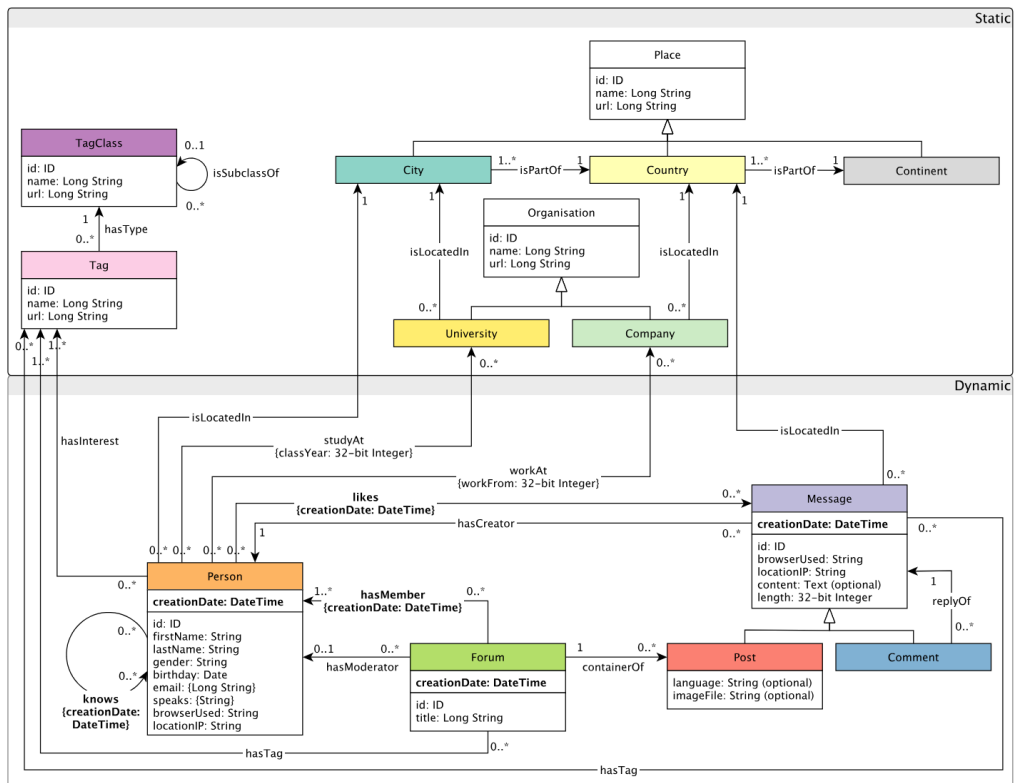 Static
Place
id: ID
name: Long String
url: Long String
TagClass
id: ID
name: Long String
url: Long String
0..1
isSubclassOf
0..*
City
1..*
isPartOf
1
Country
1..*
isPartOf
1
Continent
1
1
1
1
Organisation
id: ID
name: Long String
url: Long String
1
hasType
0..*
isLocatedIn
isLocatedIn
Tag
id: ID
name: Long String
url: Long String
0..*
0..*
University
Company
0..*
1..*
1..*
0..*
0..*
Dynamic
isLocatedIn
isLocatedIn
hasInterest
studyAt
{classYear: 32-bit Integer}
workAt
{workFrom: 32-bit Integer}
0..*
likes
{creationDate: DateTime}
0..*
Message
creationDate: DateTime
id: ID
browserUsed: String
locationIP: String
content: Text (optional)
length: 32-bit Integer
hasCreator
1
0..*
0..*
0..*
0..*
0..*
0..*
0..*
Person
creationDate: DateTime
id: ID
firstName: String
lastName: String
gender: String
birthday: Date
email: {Long String}
speaks: {String}
browserUsed: String
locationIP: String
1..*
hasMember
{creationDate: DateTime}
0..*
1
replyOf
0..*
0..*
0..*
knows
{creationDate:
DateTime}
0..1
hasModerator
0..*
Forum
creationDate: DateTime
id: ID
title: Long String
1
containerOf
0..*
Post
language: String (optional)
imageFile: String (optional)
Comment
0..*
hasTag
hasTag